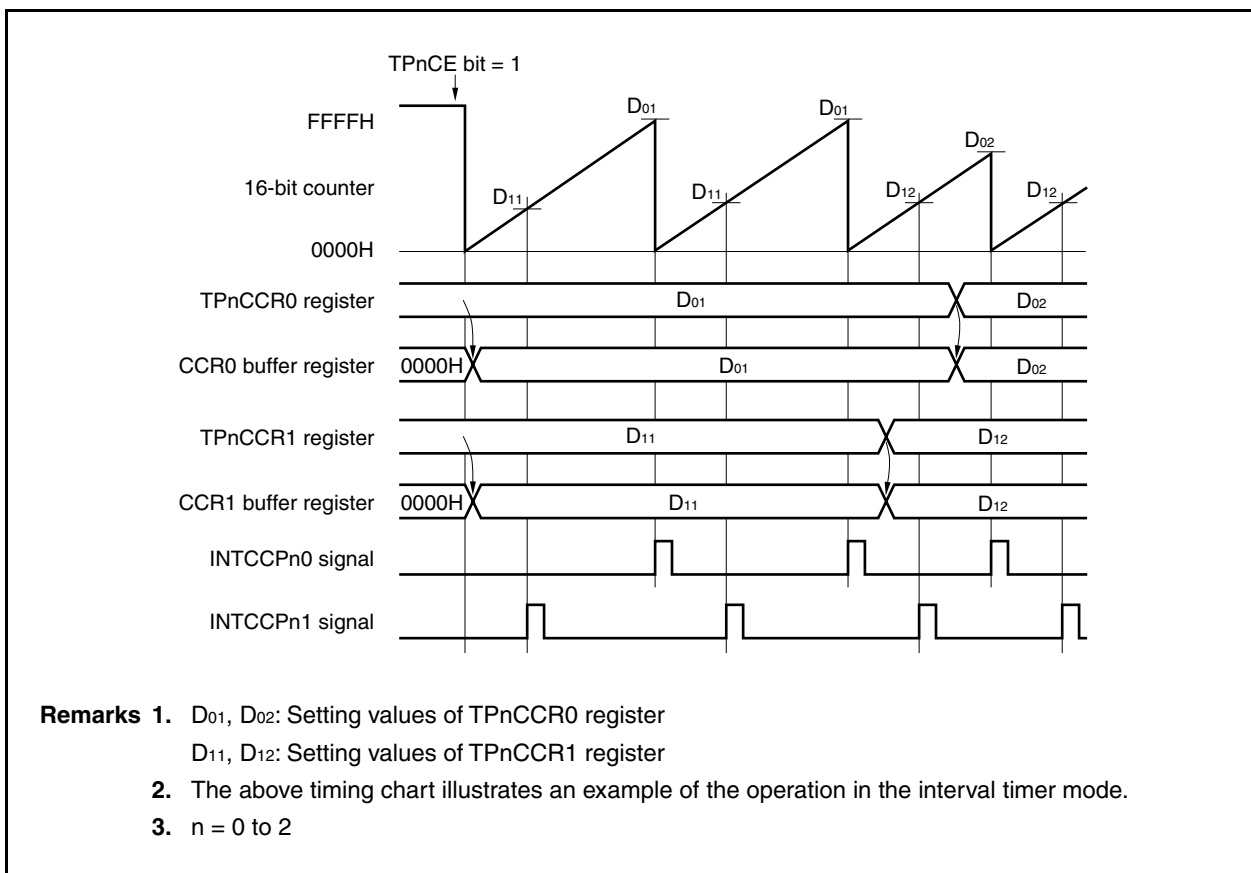 TPnCE bit = 1
FFFFH
D01
D01
D02
16-bit counter
D11
D11
D12
D12
0000H
TPnCCR0 register
D01
D02
CCR0 buffer register
0000H
D01
D02
TPnCCR1 register
D11
D12
CCR1 buffer register
0000H
D11
D12
INTCCPn0 signal
INTCCPn1 signal
Remarks 1. D01, D02: Setting values of TPnCCR0 register
D11, D12: Setting values of TPnCCR1 register
2. The above timing chart illustrates an example of the operation in the interval timer mode.
3. n = 0 to 2